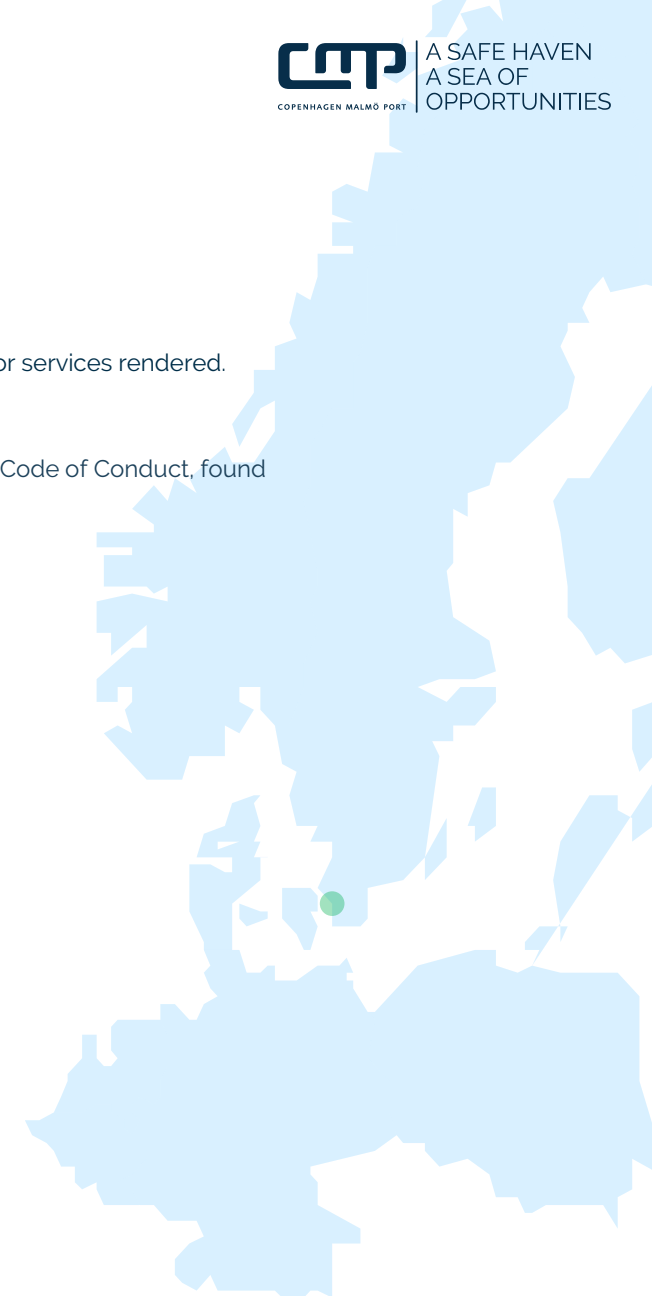 cmp
COPENHAGEN MALMÖ PORT
A SAFE HAVEN
A SEA OF
OPPORTUNITIES
or services rendered.
Code of Conduct, found